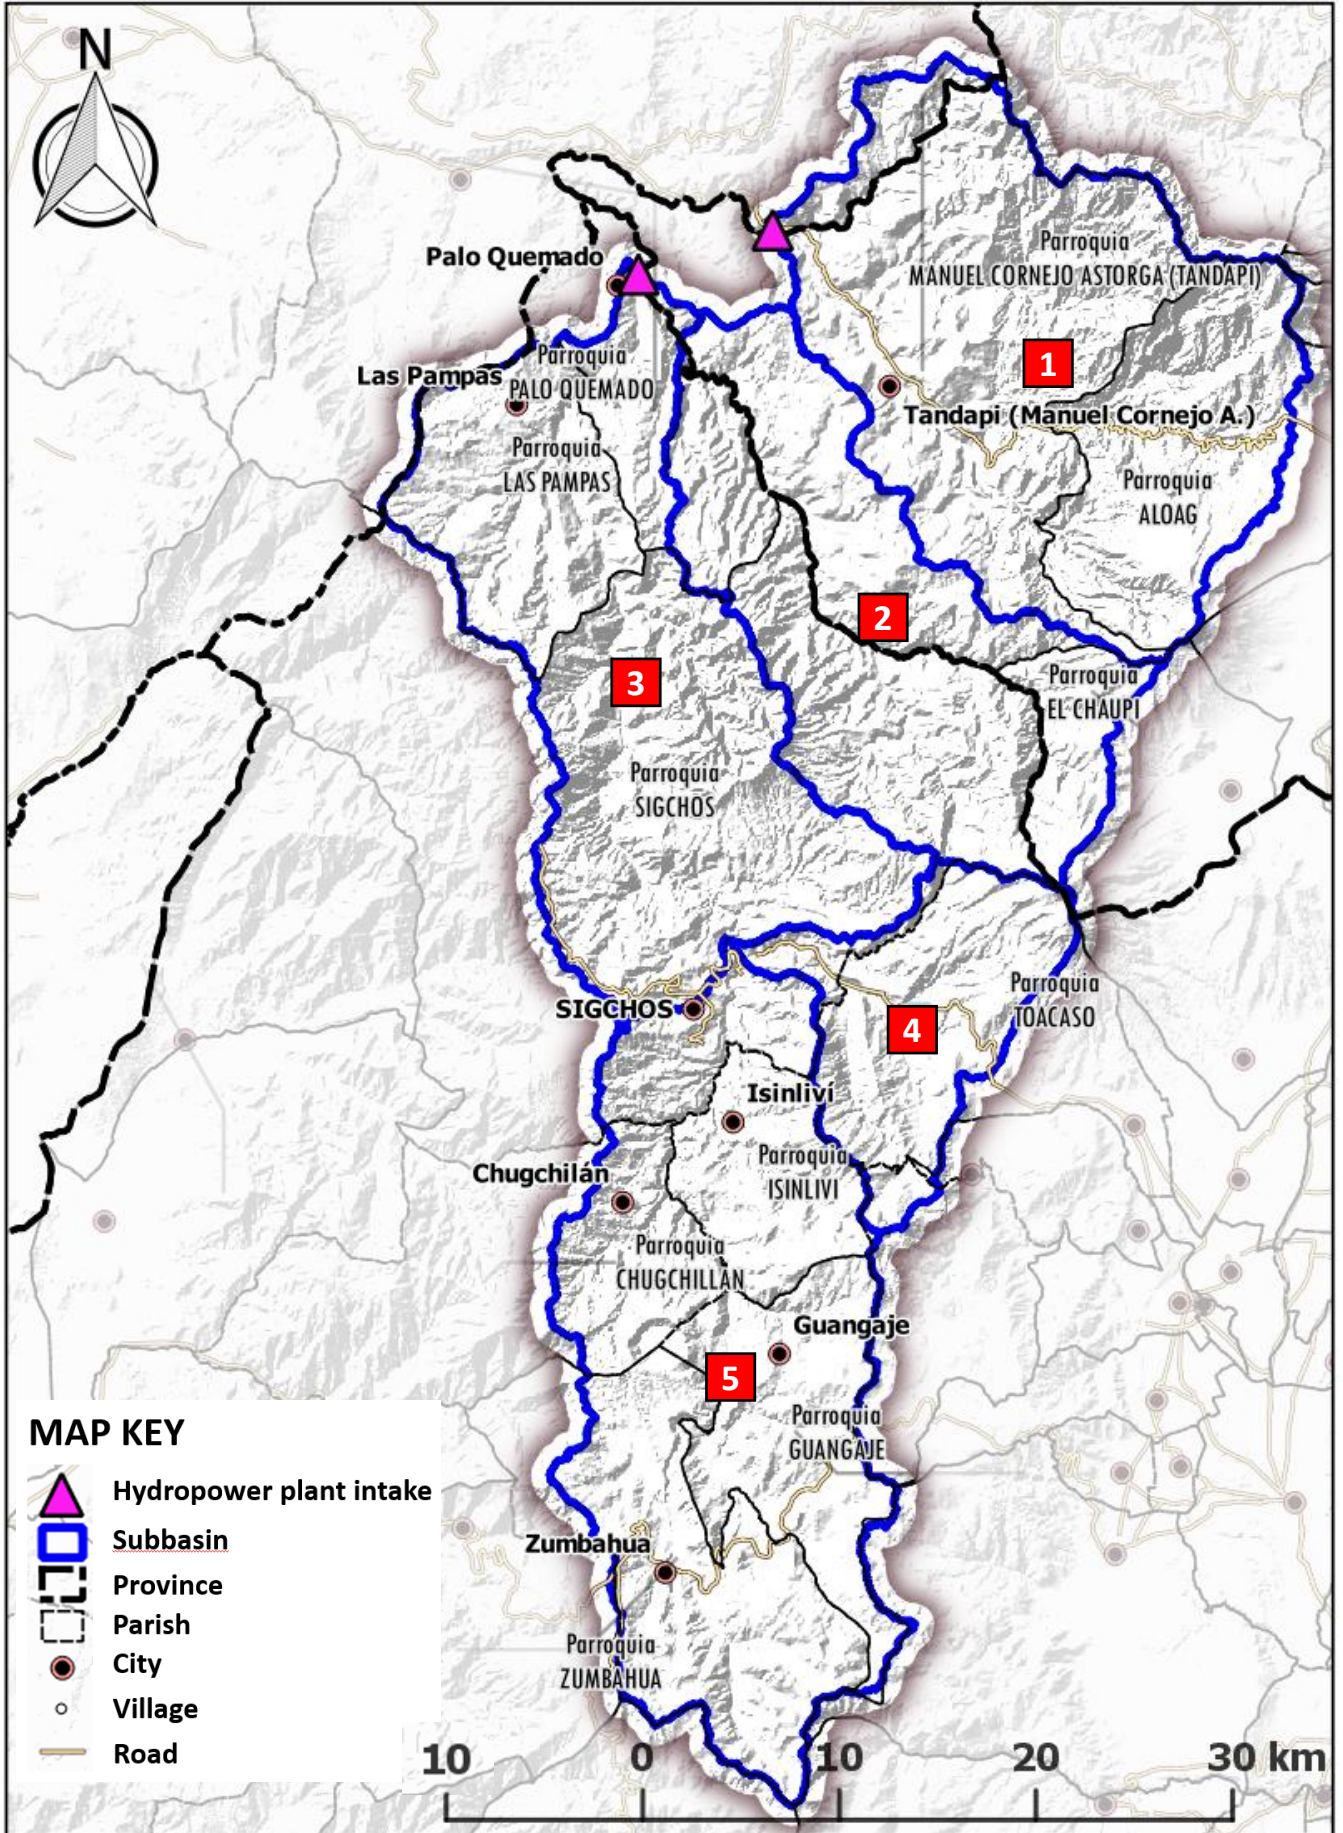 N
Palo Quemado
Parroquia
MANUEL CORNEJO ASTORGA (TANDAPI)
Parroquia
PALO QUEMADO
1
Las Pampas
Tandapi (Manuel Cornejo A.)
Parroquia
LAS PAMPAS
Parroquia
ALOAG
2
3
Parroquia
EL CHAUPI
Parroquia
SIGCHOS
Parroquia
TOACASO
SIGCHOS
4
Isinliví
Parroquia
ISINLIVI
Chugchilán
Parroquia
CHUGCHILLAN
Guangaje
5
Parroquia
GUANGAJE
Zumbahua
Parroquia
ZUMBAHUA
MAP KEY
Hydropower plant intake
Subbasin
Province
Parish
City
Village
Road
10 0 10 20 30 km